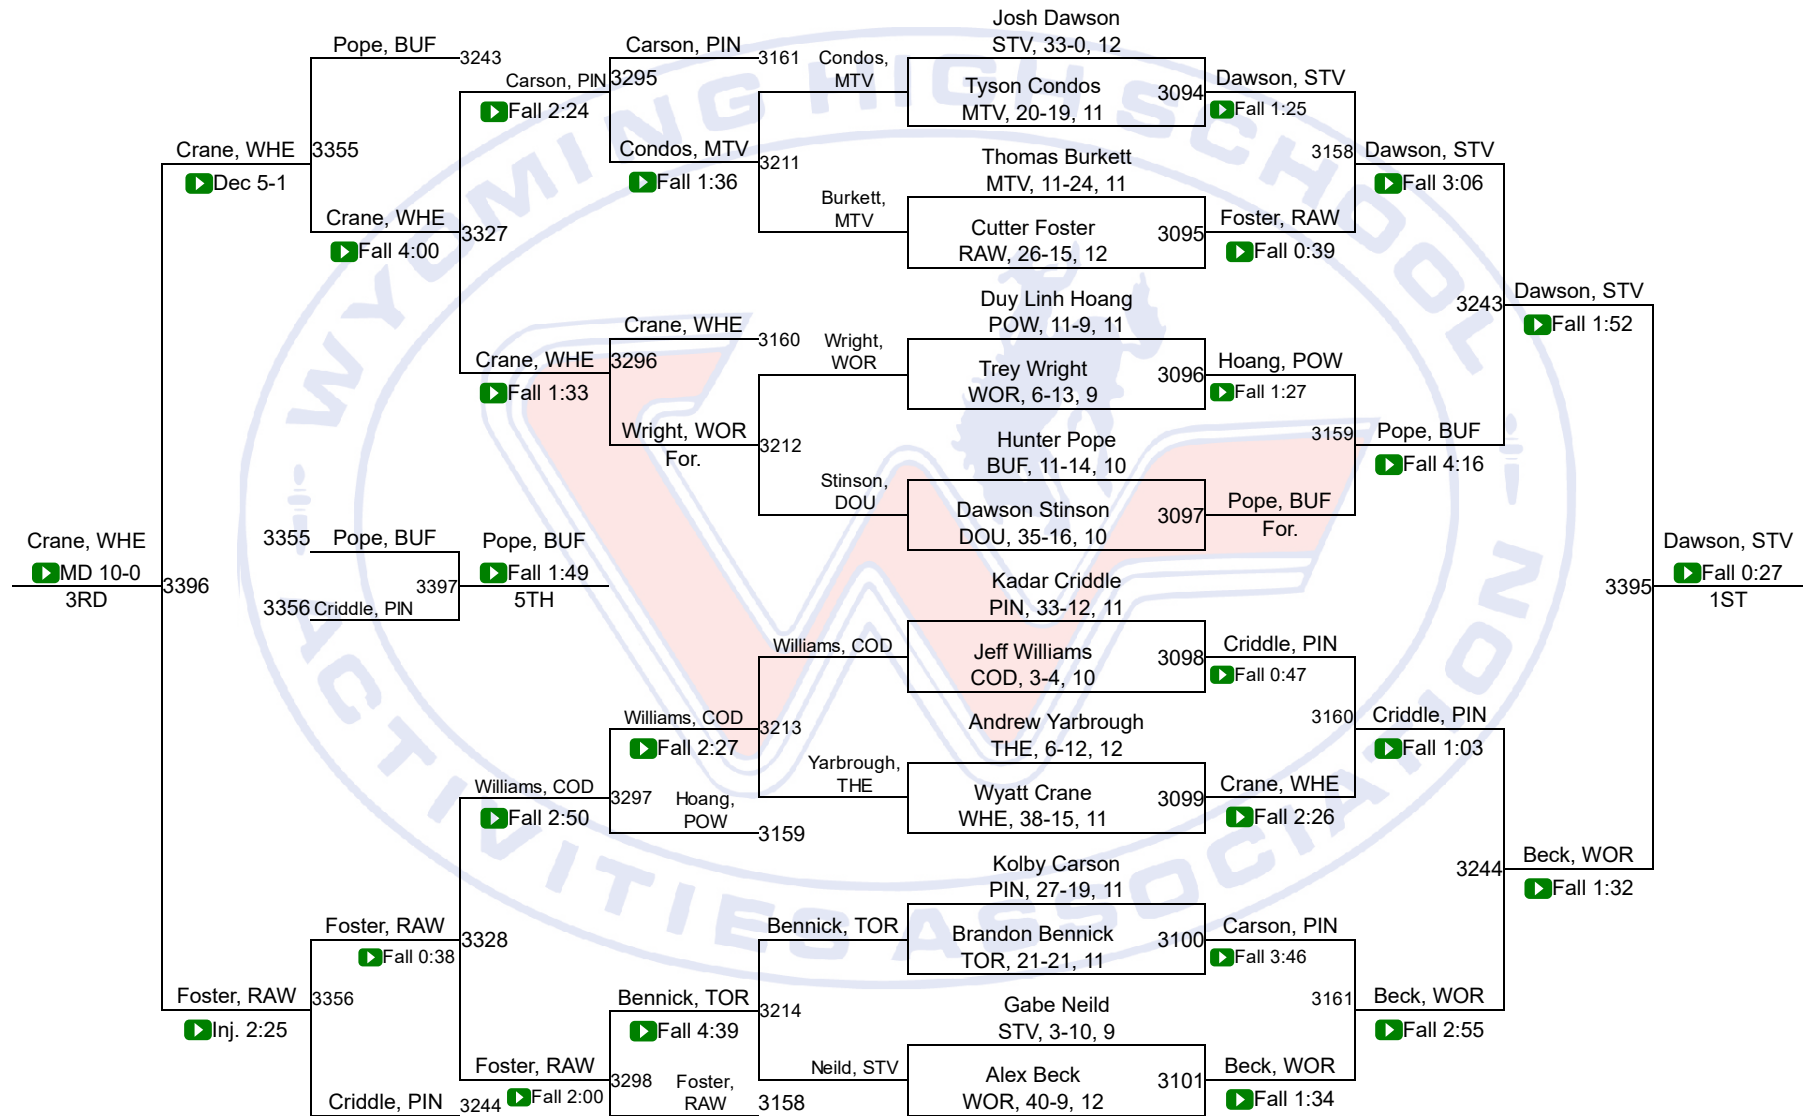 WYOMING HIGH SCHOOL
ACTIVITIES ASSOCIATION
Josh Dawson
STV, 33-0, 12
Tyson Condos
MTV, 20-19, 11
3094
Thomas Burkett
MTV, 11-24, 11
Cutter Foster
RAW, 26-15, 12
3095
Duy Linh Hoang
POW, 11-9, 11
Trey Wright
WOR, 6-13, 9
3096
Hunter Pope
BUF, 11-14, 10
Dawson Stinson
DOU, 35-16, 10
3097
Kadar Criddle
PIN, 33-12, 11
Jeff Williams
COD, 3-4, 10
3098
Andrew Yarbrough
THE, 6-12, 12
Wyatt Crane
WHE, 38-15, 11
3099
Kolby Carson
PIN, 27-19, 11
Brandon Bennick
TOR, 21-21, 11
3100
Gabe Neild
STV, 3-10, 9
Alex Beck
WOR, 40-9, 12
3101
Dawson, STV
Fall 1:25
3158
Foster, RAW
Fall 0:39
Hoang, POW
Fall 1:27
3159
Pope, BUF
For.
Criddle, PIN
Fall 0:47
3160
Crane, WHE
Fall 2:26
Carson, PIN
Fall 3:46
3161
Beck, WOR
Fall 1:34
Dawson, STV
Fall 3:06
3243
Pope, BUF
Fall 4:16
Criddle, PIN
Fall 1:03
3244
Beck, WOR
Fall 2:55
Dawson, STV
Fall 1:52
3395
Beck, WOR
Fall 1:32
Dawson, STV
Fall 0:27
1ST
Condos,
MTV
3211
Burkett,
MTV
Wright,
WOR
3212
Stinson,
DOU
Williams, COD
3213
Yarbrough,
THE
Bennick, TOR
3214
Neild, STV
Carson, PIN
3161
3295
Condos, MTV
Fall 1:36
Crane, WHE
3160
3296
Wright, WOR
For.
Williams, COD
Fall 2:27
3297
Hoang,
POW
3159
Bennick, TOR
Fall 4:39
3298
Foster,
RAW
3158
Carson, PIN
Fall 2:24
3327
Crane, WHE
Fall 1:33
Williams, COD
Fall 2:50
3328
Foster, RAW
Fall 2:00
Pope, BUF
3243
3355
Crane, WHE
Fall 4:00
Foster, RAW
Fall 0:38
3356
Criddle, PIN
3244
Crane, WHE
Dec 5-1
3396
Foster, RAW
Inj. 2:25
Crane, WHE
MD 10-0
3RD
3355
Pope, BUF
3397
3356
Criddle, PIN
Pope, BUF
Fall 1:49
5TH